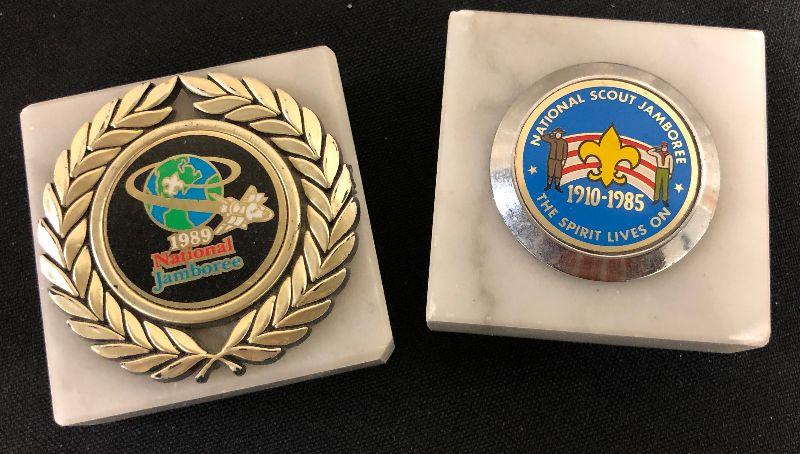 1989
National
Jamboree
NATIONAL SCOUT JAMBOREE
1910-1985
THE SPIRIT LIVES ON